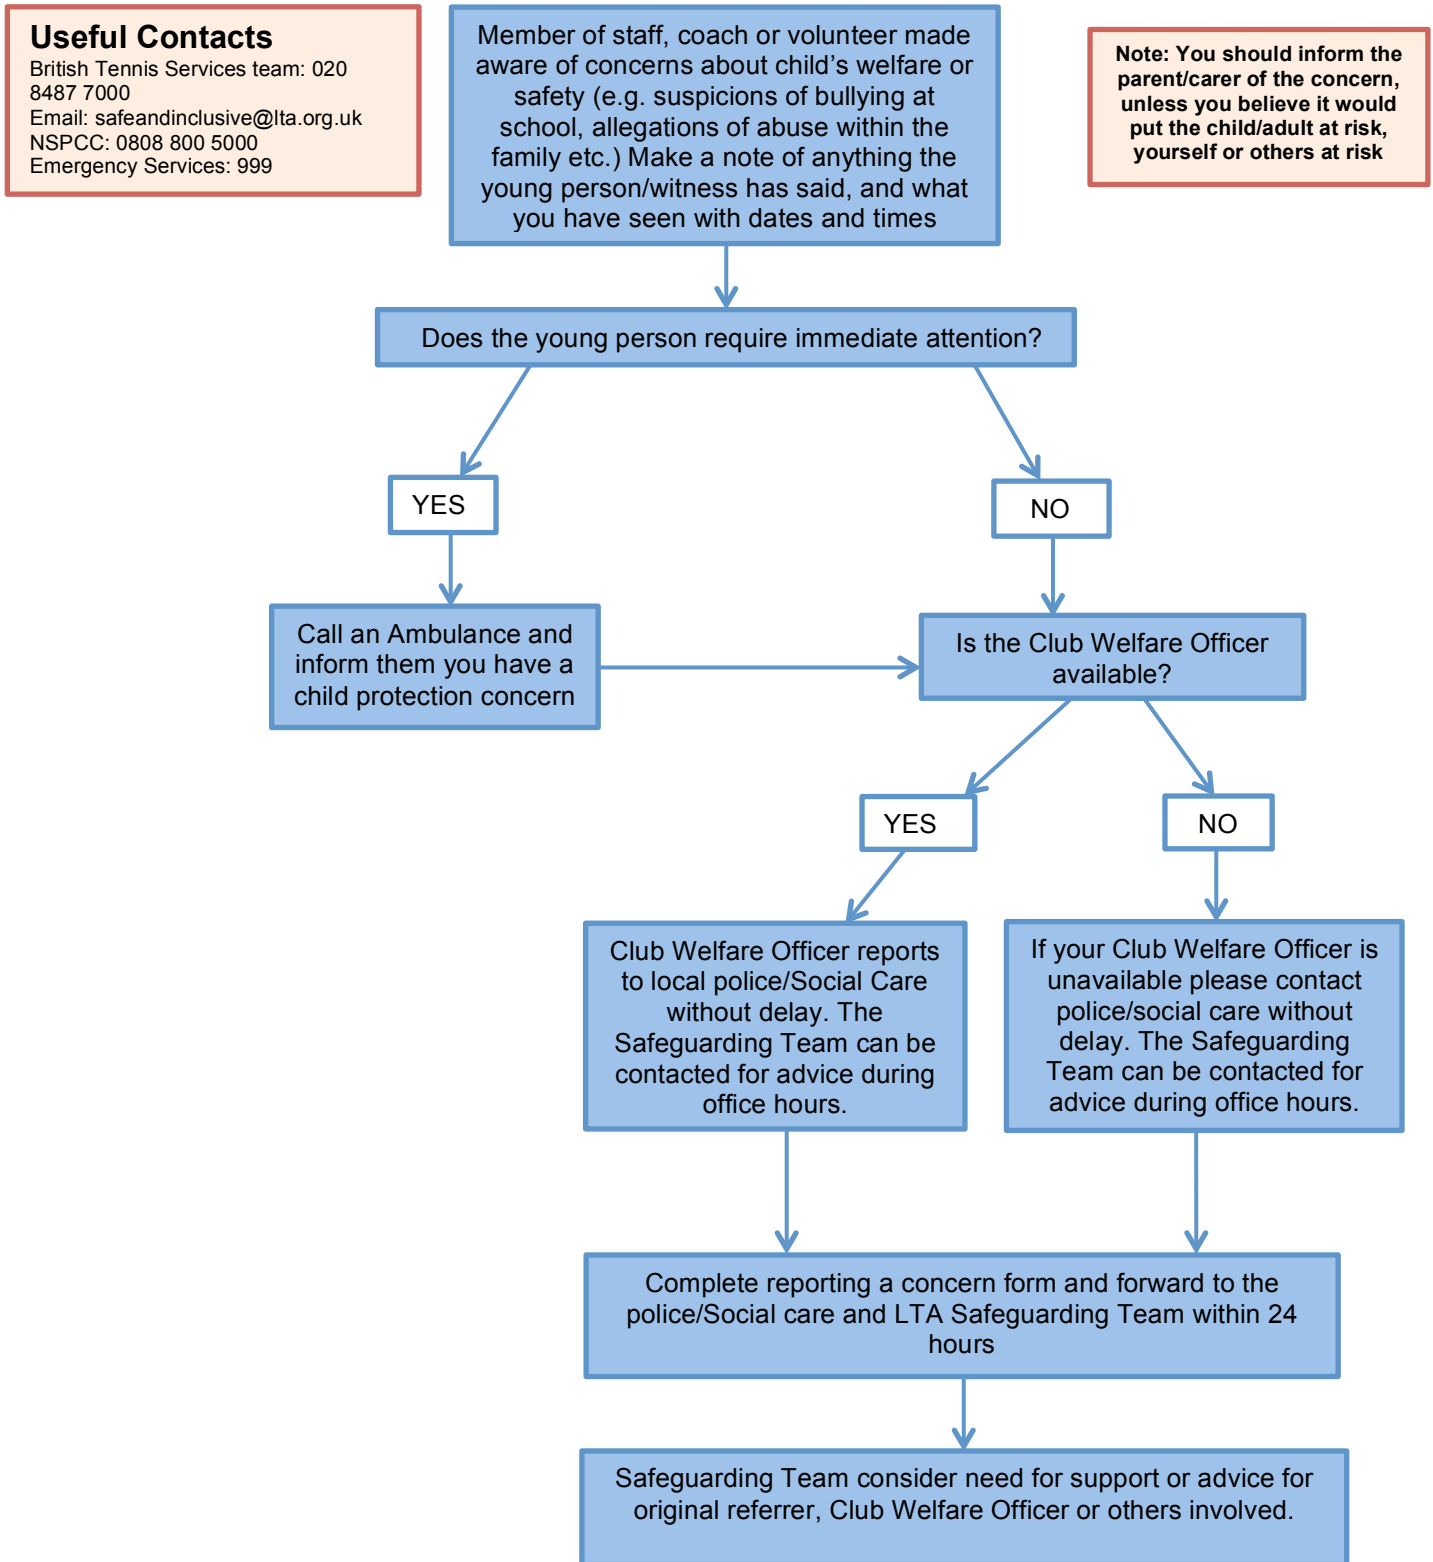 Useful Contacts
British Tennis Services team: 020
8487 7000
Email: safeandinclusive@lta.org.uk
NSPCC: 0808 800 5000
Emergency Services: 999
Member of staff, coach or volunteer made
aware of concerns about child’s welfare or
safety (e.g. suspicions of bullying at
school, allegations of abuse within the
family etc.) Make a note of anything the
young person/witness has said, and what
you have seen with dates and times
Note: You should inform the
parent/carer of the concern,
unless you believe it would
put the child/adult at risk,
yourself or others at risk
Does the young person require immediate attention?
YES
NO
Call an Ambulance and
inform them you have a
child protection concern
Is the Club Welfare Officer
available?
YES
NO
Club Welfare Officer reports
to local police/Social Care
without delay. The
Safeguarding Team can be
contacted for advice during
office hours.
If your Club Welfare Officer is
unavailable please contact
police/social care without
delay. The Safeguarding
Team can be contacted for
advice during office hours.
Complete reporting a concern form and forward to the
police/Social care and LTA Safeguarding Team within 24
hours
Safeguarding Team consider need for support or advice for
original referrer, Club Welfare Officer or others involved.